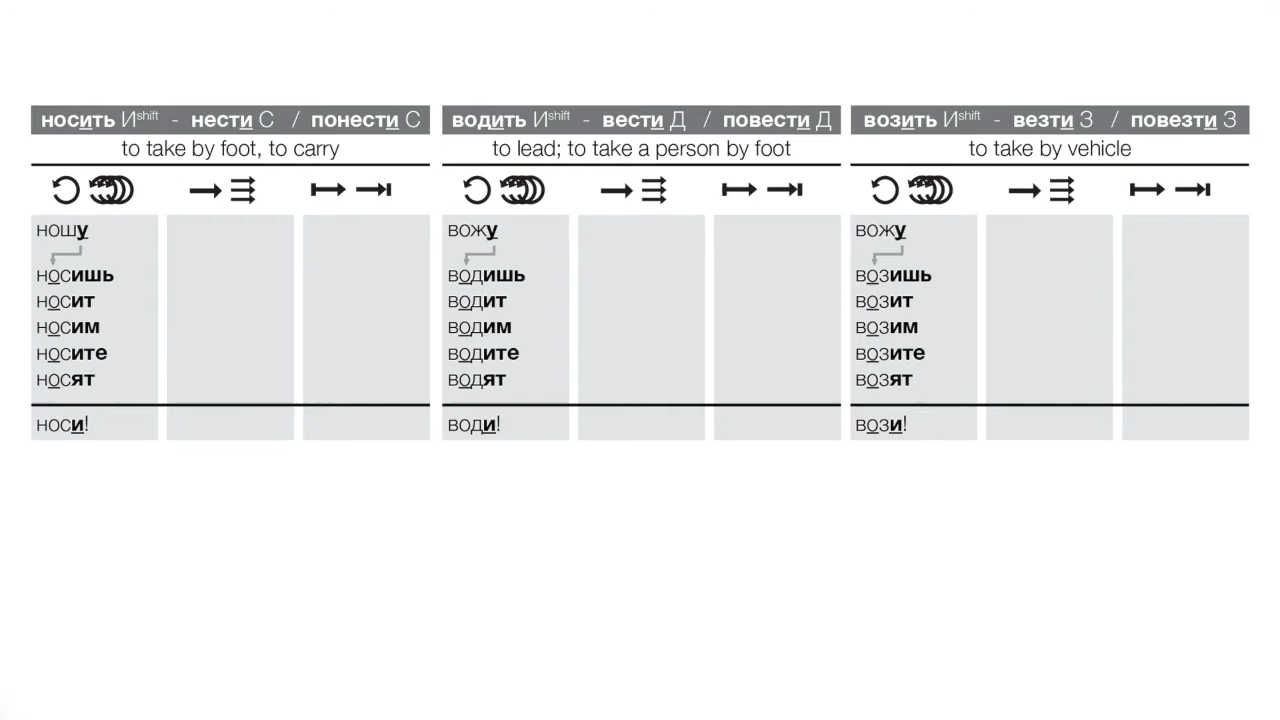 носить Иshift - нести С / понести С
to take by foot, to carry
ношу
носишь
носит
носим
носите
носят
носи!
водить Иshift - вести Д / повести Д
to lead; to take a person by foot
вожу
водишь
водит
водим
водите
водят
води!
возить Иshift - везти З / повезти З
to take by vehicle
вожу
возишь
возит
возим
возите
возят
вози!